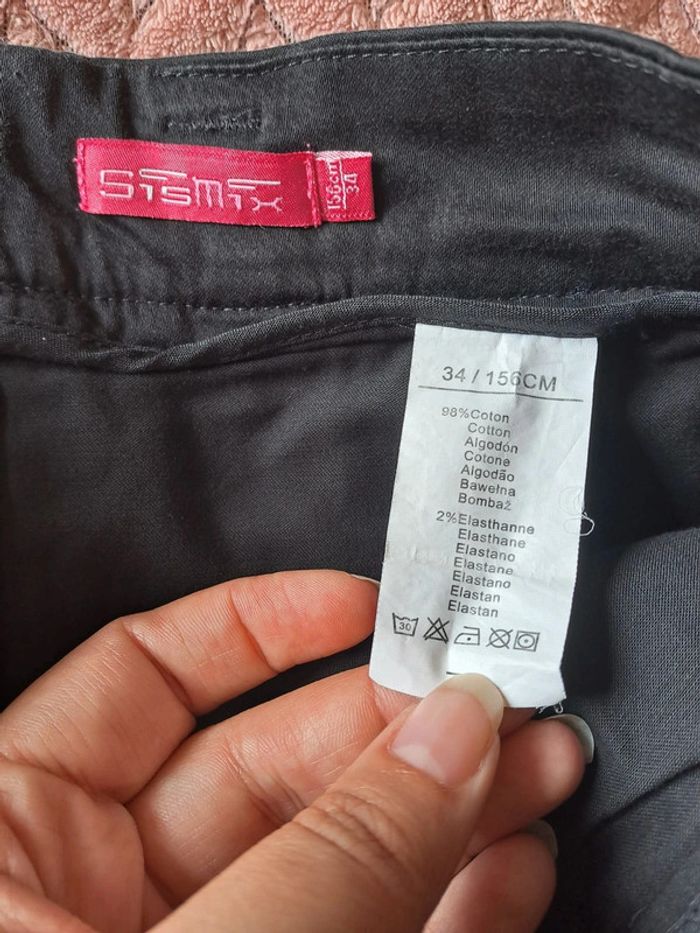 SisMix
156cm
34
34 / 156CM
98%Coton
Cotton
Algodón
Cotone
Algodão
Bawełna
Bombaž
2%Elasthanne
Elasthane
Elastano
Elastane
Elastano
Elastan
Elastan
30